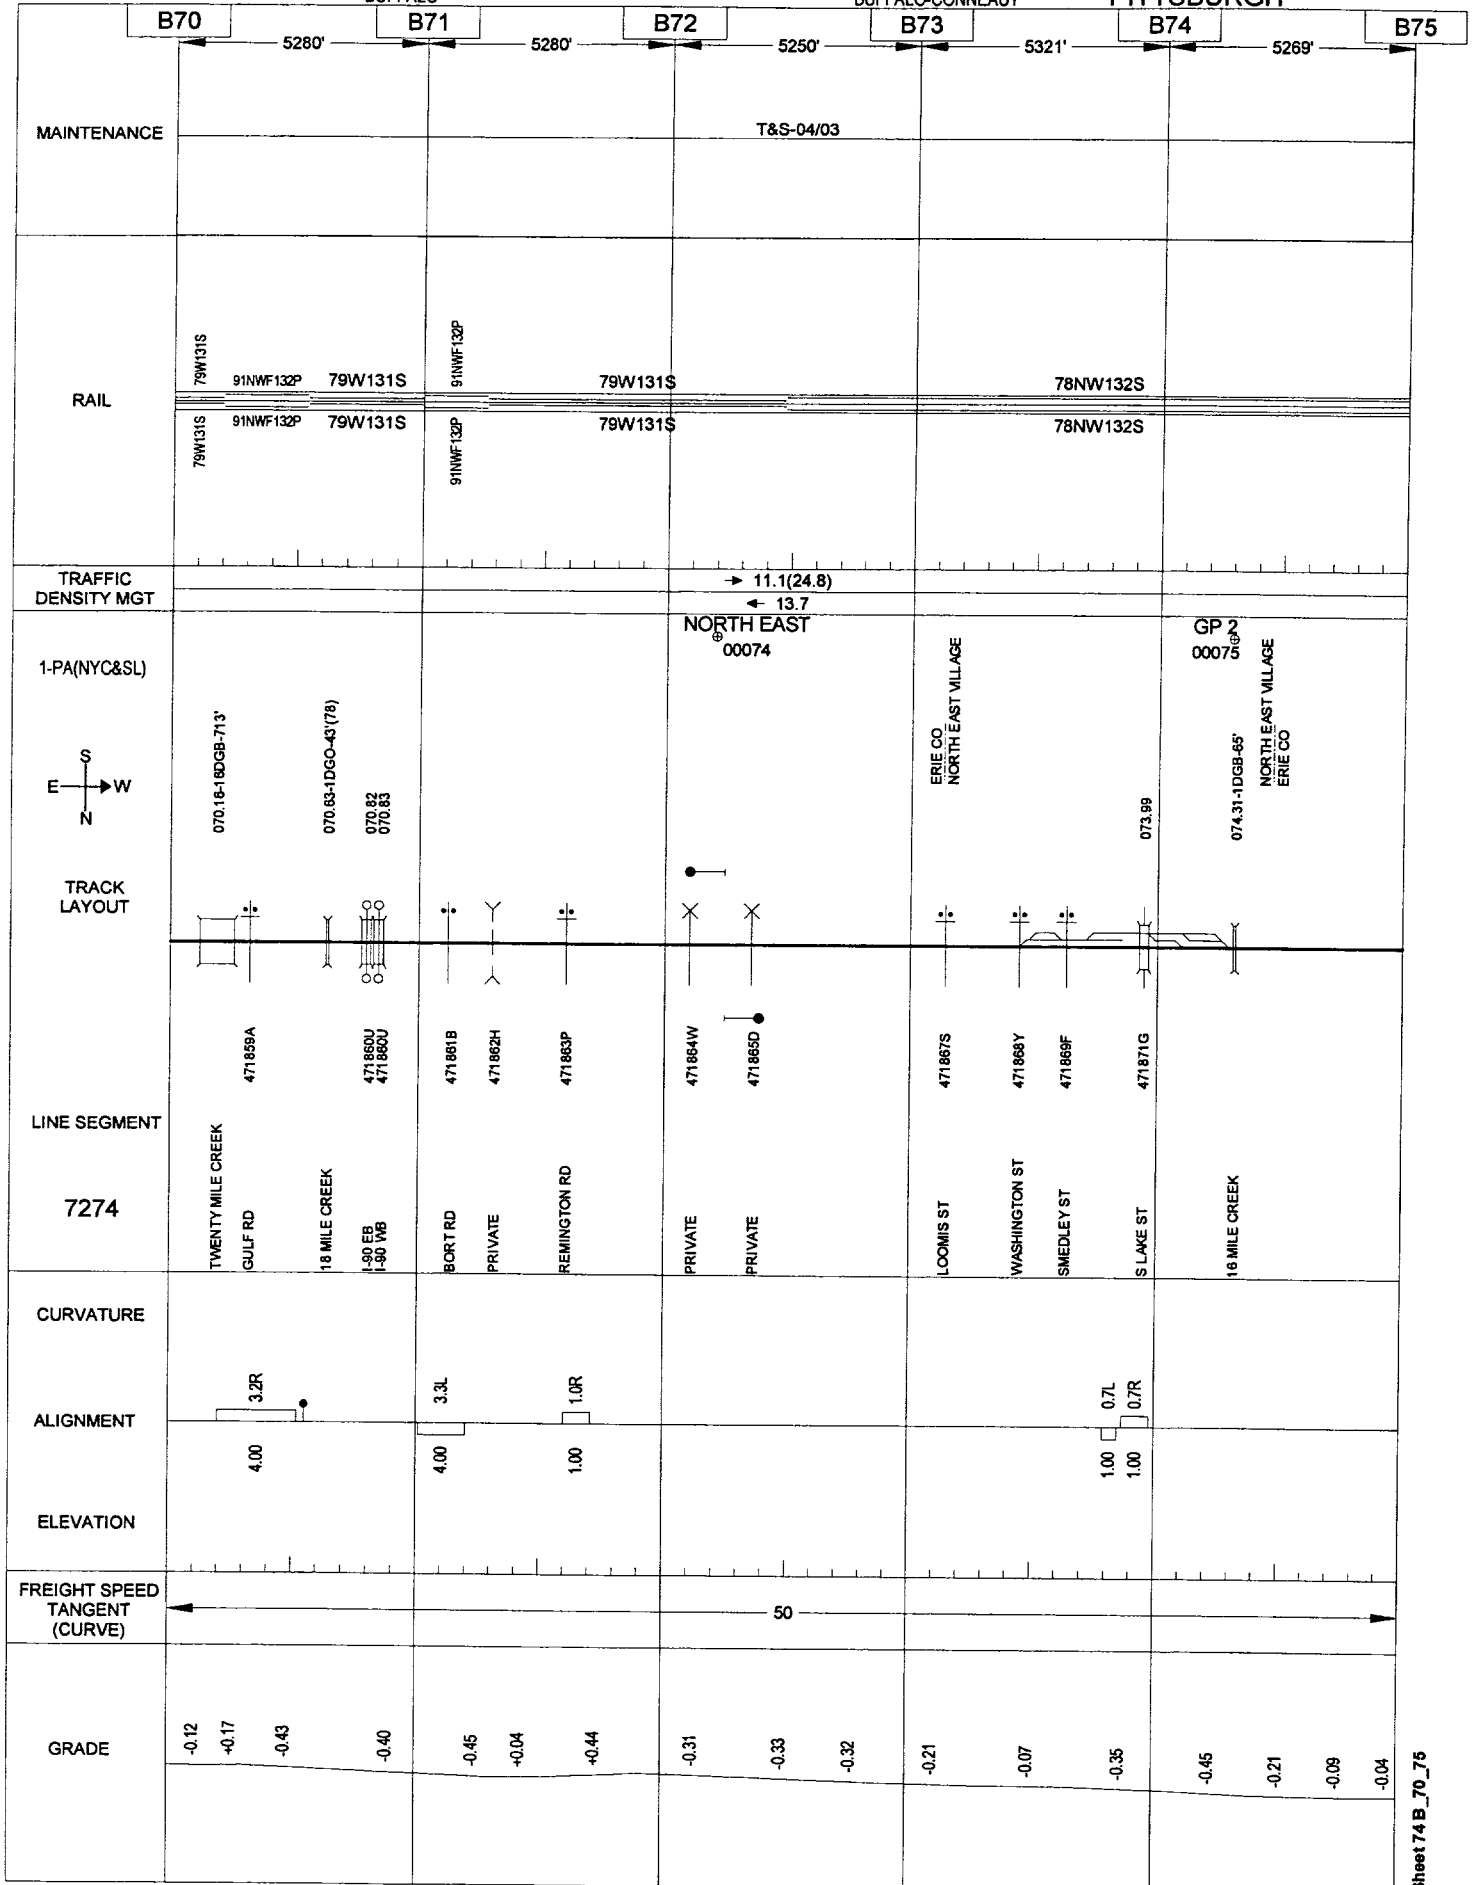 PITTSBURGH
B70 B71 B72 B73 B74 B75
5280' 5280' 5250' 5321' 5269'
MAINTENANCE
T&S-04/03
RAIL
79W131S 91NWF132P 79W131S 91NWF132P 79W131S 78NW132S
79W131S 91NWF132P 79W131S 91NWF132P 79W131S 78NW132S
TRAFFIC
DENSITY MGT
11.1(24.8)
13.7
1-PA(NYC&SL)
NORTH EAST
00074
GP 2
00075
ERIE CO
NORTH EAST VILLAGE
NORTH EAST VILLAGE
ERIE CO
S
E W
N
070.16-16DGB-713'
070.63-1DGO-43'(78)
070.82
070.83
073.99
074.31-1DGB-65'
TRACK
LAYOUT
471859A
471860U
471860U
471861B
471862H
471863P
471864W
471865D
471867S
471868Y
471869F
471871G
LINE SEGMENT
7274
TWENTY MILE CREEK
GULF RD
18 MILE CREEK
I-90 EB
I-90 WB
BORT RD
PRIVATE
REMINGTON RD
PRIVATE
PRIVATE
LOOMIS ST
WASHINGTON ST
SMEDLEY ST
S LAKE ST
16 MILE CREEK
CURVATURE
3.2R 3.3L 1.0R 0.7L 0.7R
ALIGNMENT
4.00 4.00 1.00 1.00 1.00
ELEVATION
FREIGHT SPEED
TANGENT
(CURVE)
50
GRADE
-0.12 +0.17 -0.43 -0.40 -0.45 +0.04 +0.44 -0.31 -0.33 -0.32 -0.21 -0.07 -0.35 -0.45 -0.21 -0.09 -0.04
Sheet 74 B_70_75